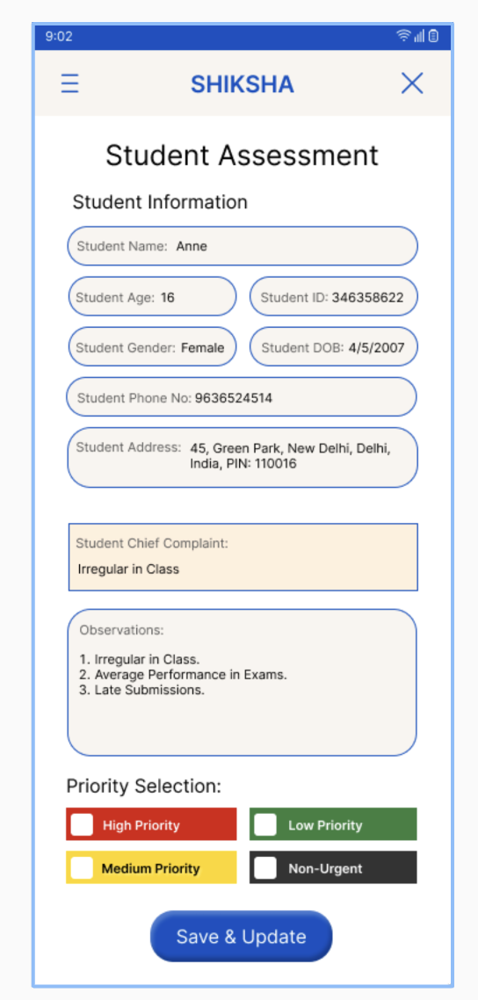 9:02
SHIKSHA
Student Assessment
Student Information
Student Name: Anne
Student Age: 16
Student ID: 346358622
Student Gender: Female
Student DOB: 4/5/2007
Student Phone No: 9636524514
Student Address: 45, Green Park, New Delhi, Delhi,
India, PIN: 110016
Student Chief Complaint:
Irregular in Class
Observations:
1. Irregular in Class.
2. Average Performance in Exams.
3. Late Submissions.
Priority Selection:
High Priority
Low Priority
Medium Priority
Non-Urgent
Save & Update